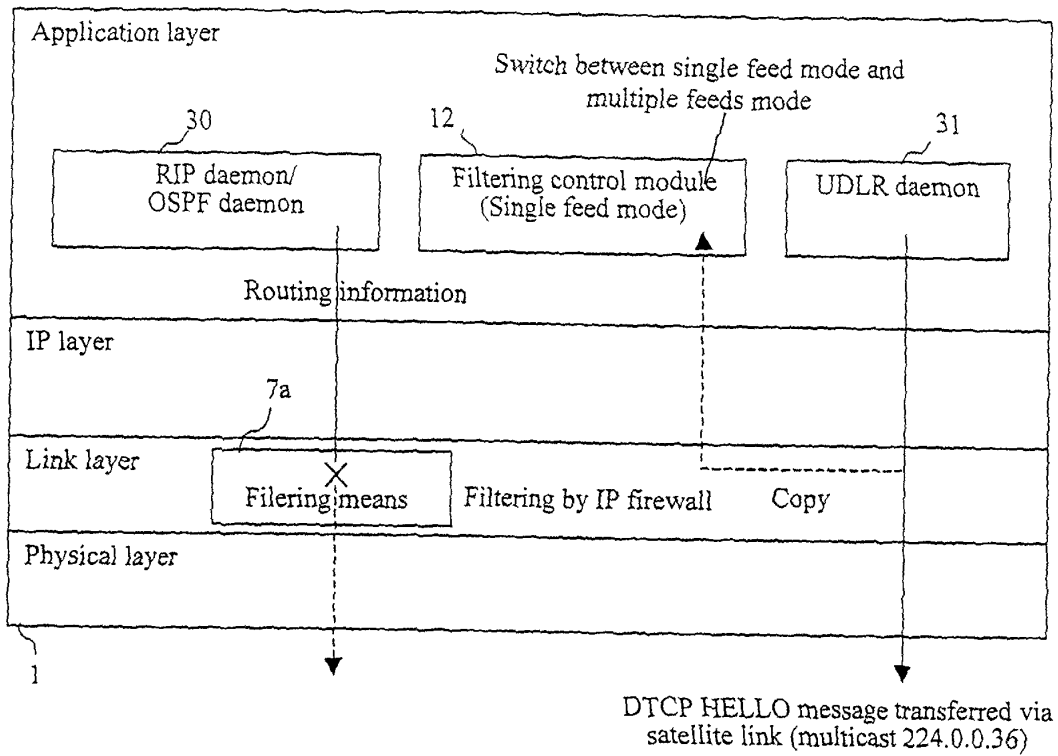 Application layer
Switch between single feed mode and
multiple feeds mode
30
12
31
RIP daemon/
OSPF daemon
Filtering control module
(Single feed mode)
UDLR daemon
Routing information
IP layer
7a
Link layer
Filering means
Filtering by IP firewall
Copy
Physical layer
1
DTCP HELLO message transferred via
satellite link (multicast 224.0.0.36)